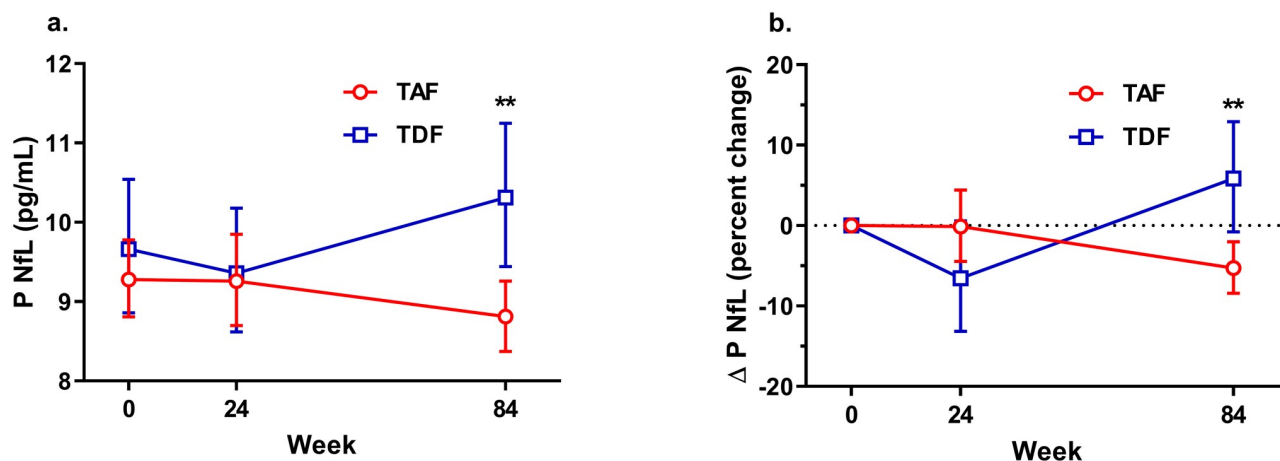 a.
P NfL (pg/mL)
12
11
10
9
8
TAF
TDF
**
0 24 84
Week
b.
Δ P NfL (percent change)
20
10
0
-10
-20
TAF
TDF
**
0 24 84
Week